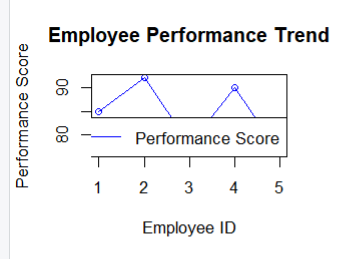 Employee Performance Trend
Performance Score
90
80
Performance Score
1 2 3 4 5
Employee ID